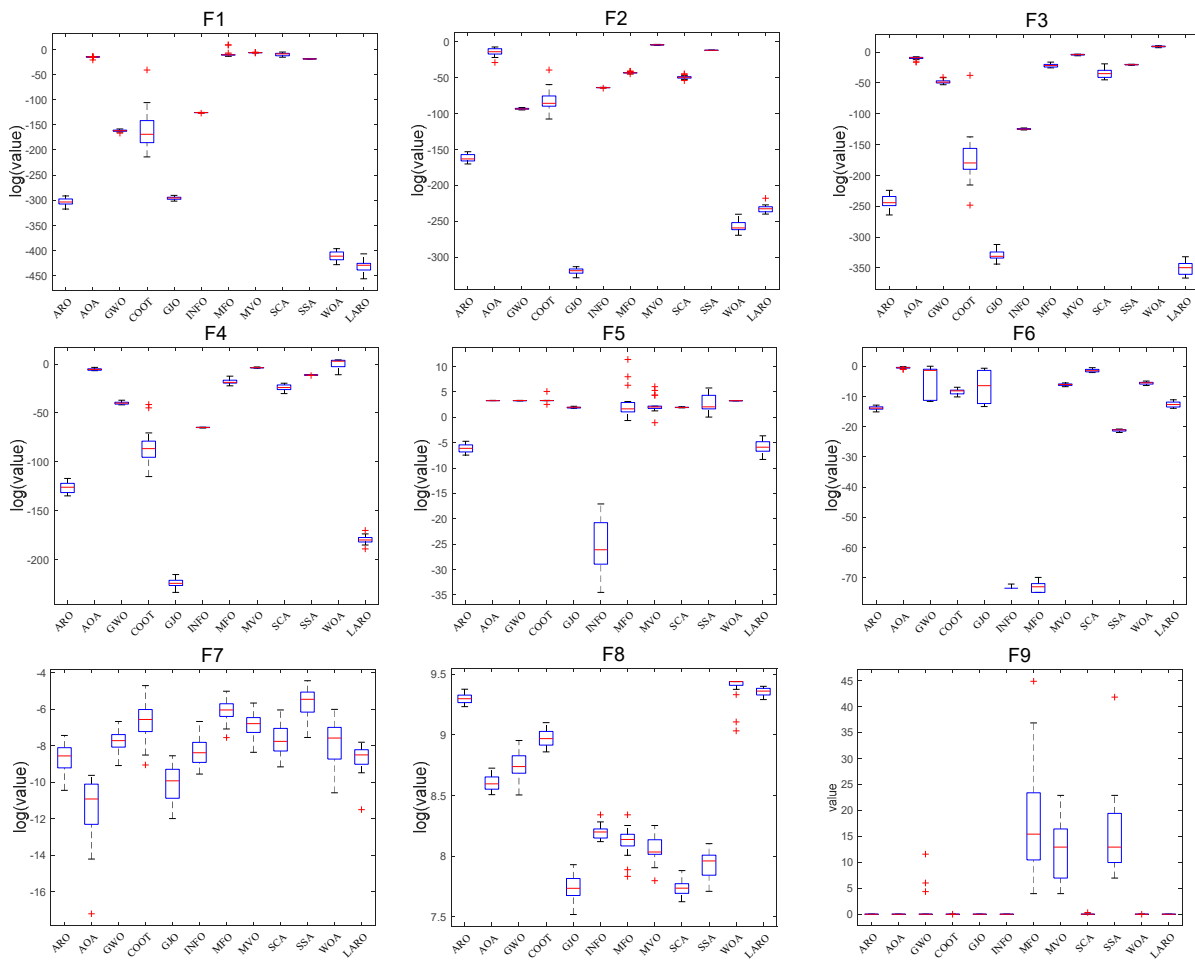 F1
log(value)
0
-50
-100
-150
-200
-250
-300
-350
-400
-450
ARO AOA GWO COOT GJO INFO MFO MVO SCA SSA WOA LARO
F2
log(value)
0
-50
-100
-150
-200
-250
-300
ARO AOA GWO COOT GJO INFO MFO MVO SCA SSA WOA LARO
F3
log(value)
0
-50
-100
-150
-200
-250
-300
-350
ARO AOA GWO COOT GJO INFO MFO MVO SCA SSA WOA LARO
F4
log(value)
0
-50
-100
-150
-200
ARO AOA GWO COOT GJO INFO MFO MVO SCA SSA WOA LARO
F5
log(value)
10
5
0
-5
-10
-15
-20
-25
-30
-35
ARO AOA GWO COOT GJO INFO MFO MVO SCA SSA WOA LARO
F6
log(value)
0
-10
-20
-30
-40
-50
-60
-70
ARO AOA GWO COOT GJO INFO MFO MVO SCA SSA WOA LARO
F7
log(value)
-4
-6
-8
-10
-12
-14
-16
ARO AOA GWO COOT GJO INFO MFO MVO SCA SSA WOA LARO
F8
log(value)
9.5
9
8.5
8
7.5
ARO AOA GWO COOT GJO INFO MFO MVO SCA SSA WOA LARO
F9
value
45
40
35
30
25
20
15
10
5
0
ARO AOA GWO COOT GJO INFO MFO MVO SCA SSA WOA LARO